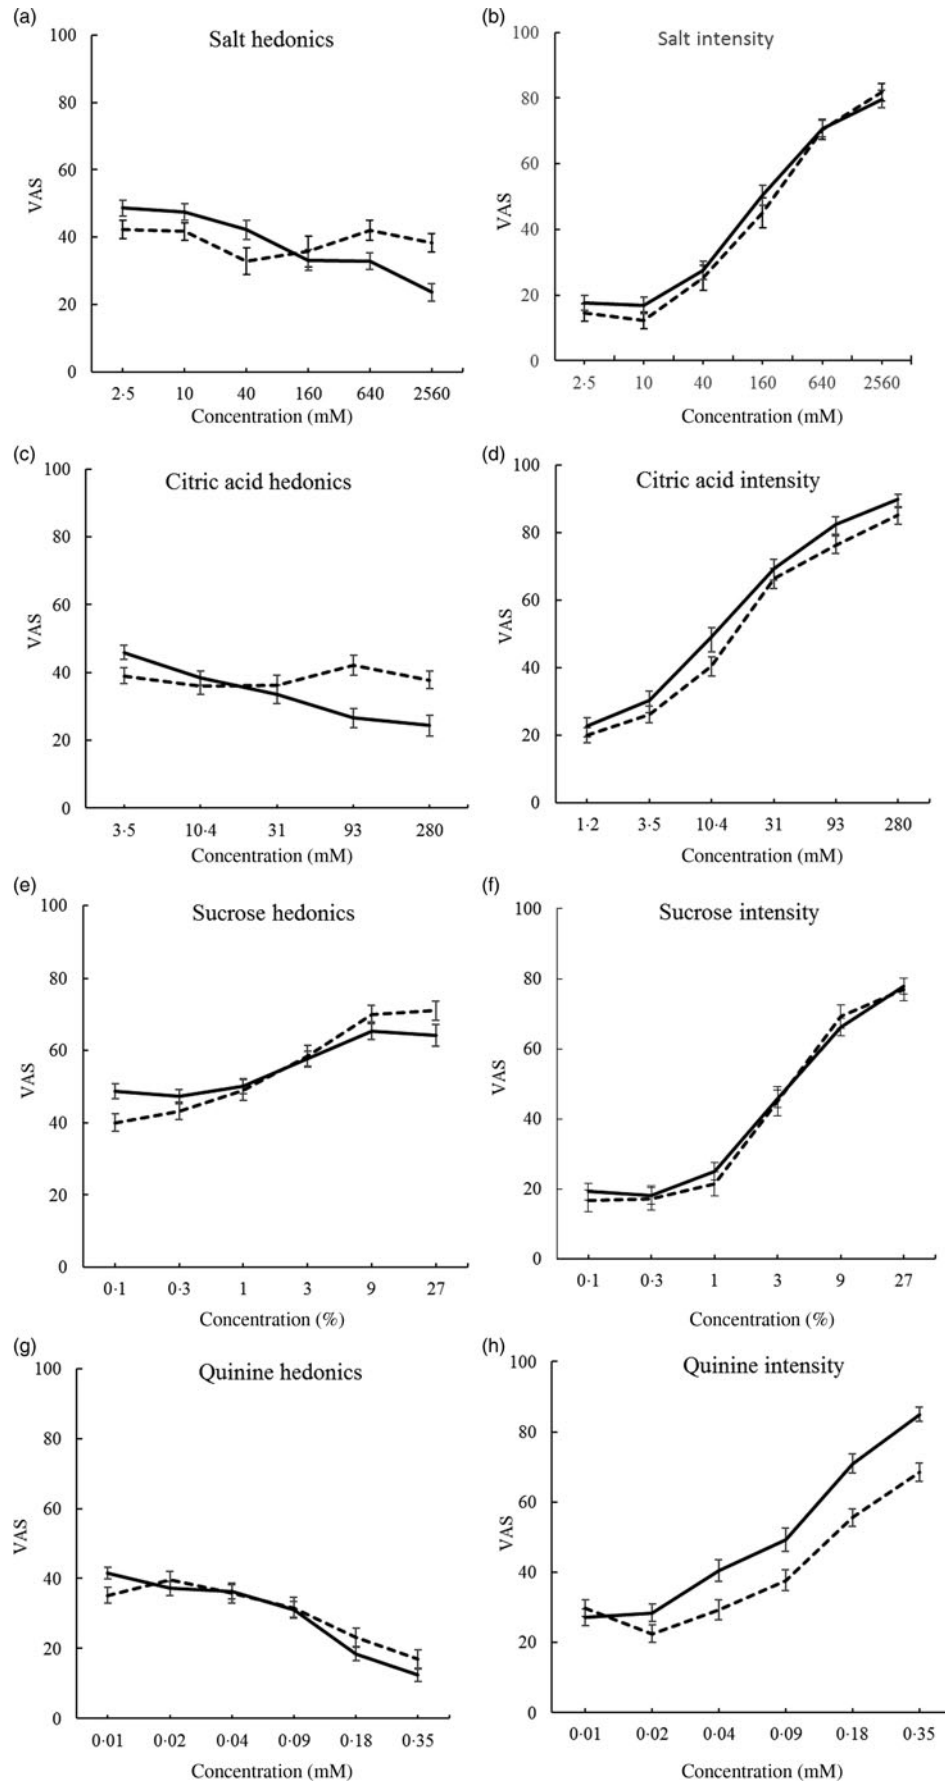 (a)
Salt hedonics
100
80
60
40
20
0
VAS
2·5 10 40 160 640 2560
Concentration (mM)
(b)
Salt intensity
100
80
60
40
20
0
VAS
2·5 10 40 160 640 2560
Concentration (mM)
(c)
Citric acid hedonics
100
80
60
40
20
0
VAS
3·5 10·4 31 93 280
Concentration (mM)
(d)
Citric acid intensity
100
80
60
40
20
0
VAS
1·2 3·5 10·4 31 93 280
Concentration (mM)
(e)
Sucrose hedonics
100
80
60
40
20
0
VAS
0·1 0·3 1 3 9 27
Concentration (%)
(f)
Sucrose intensity
100
80
60
40
20
0
VAS
0·1 0·3 1 3 9 27
Concentration (%)
(g)
Quinine hedonics
100
80
60
40
20
0
VAS
0·01 0·02 0·04 0·09 0·18 0·35
Concentration (mM)
(h)
Quinine intensity
100
80
60
40
20
0
VAS
0·01 0·02 0·04 0·09 0·18 0·35
Concentration (mM)